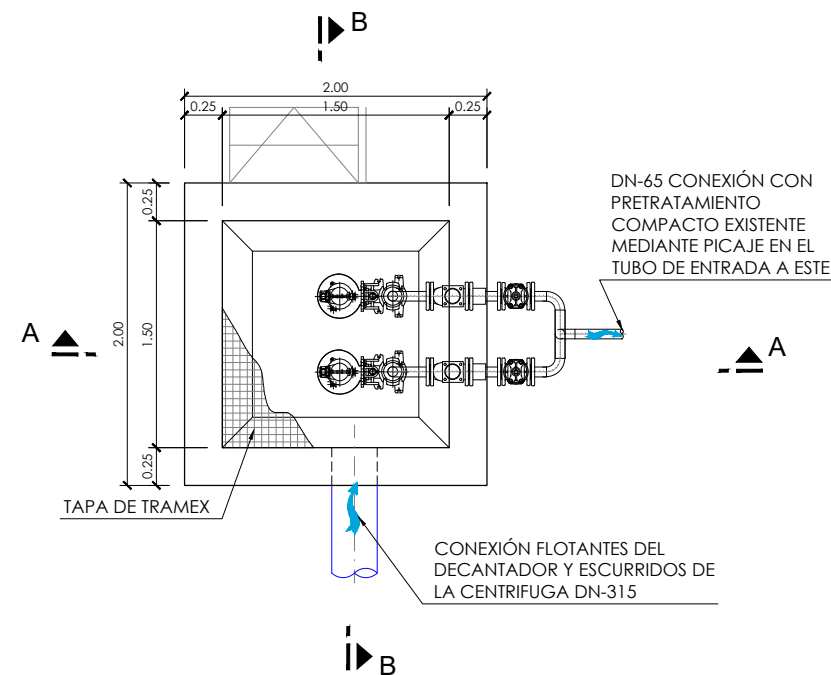 B
2.00
0.25 1.50 0.25
DN-65 CONEXIÓN CON
PRETRATAMIENTO
COMPACTO EXISTENTE
MEDIANTE PICAJE EN EL
TUBO DE ENTRADA A ESTE
0.25
A
2.00
1.50
A
0.25
TAPA DE TRAMEX
CONEXIÓN FLOTANTES DEL
DECANTADOR Y ESCURRIDOS DE
LA CENTRIFUGA DN-315
B